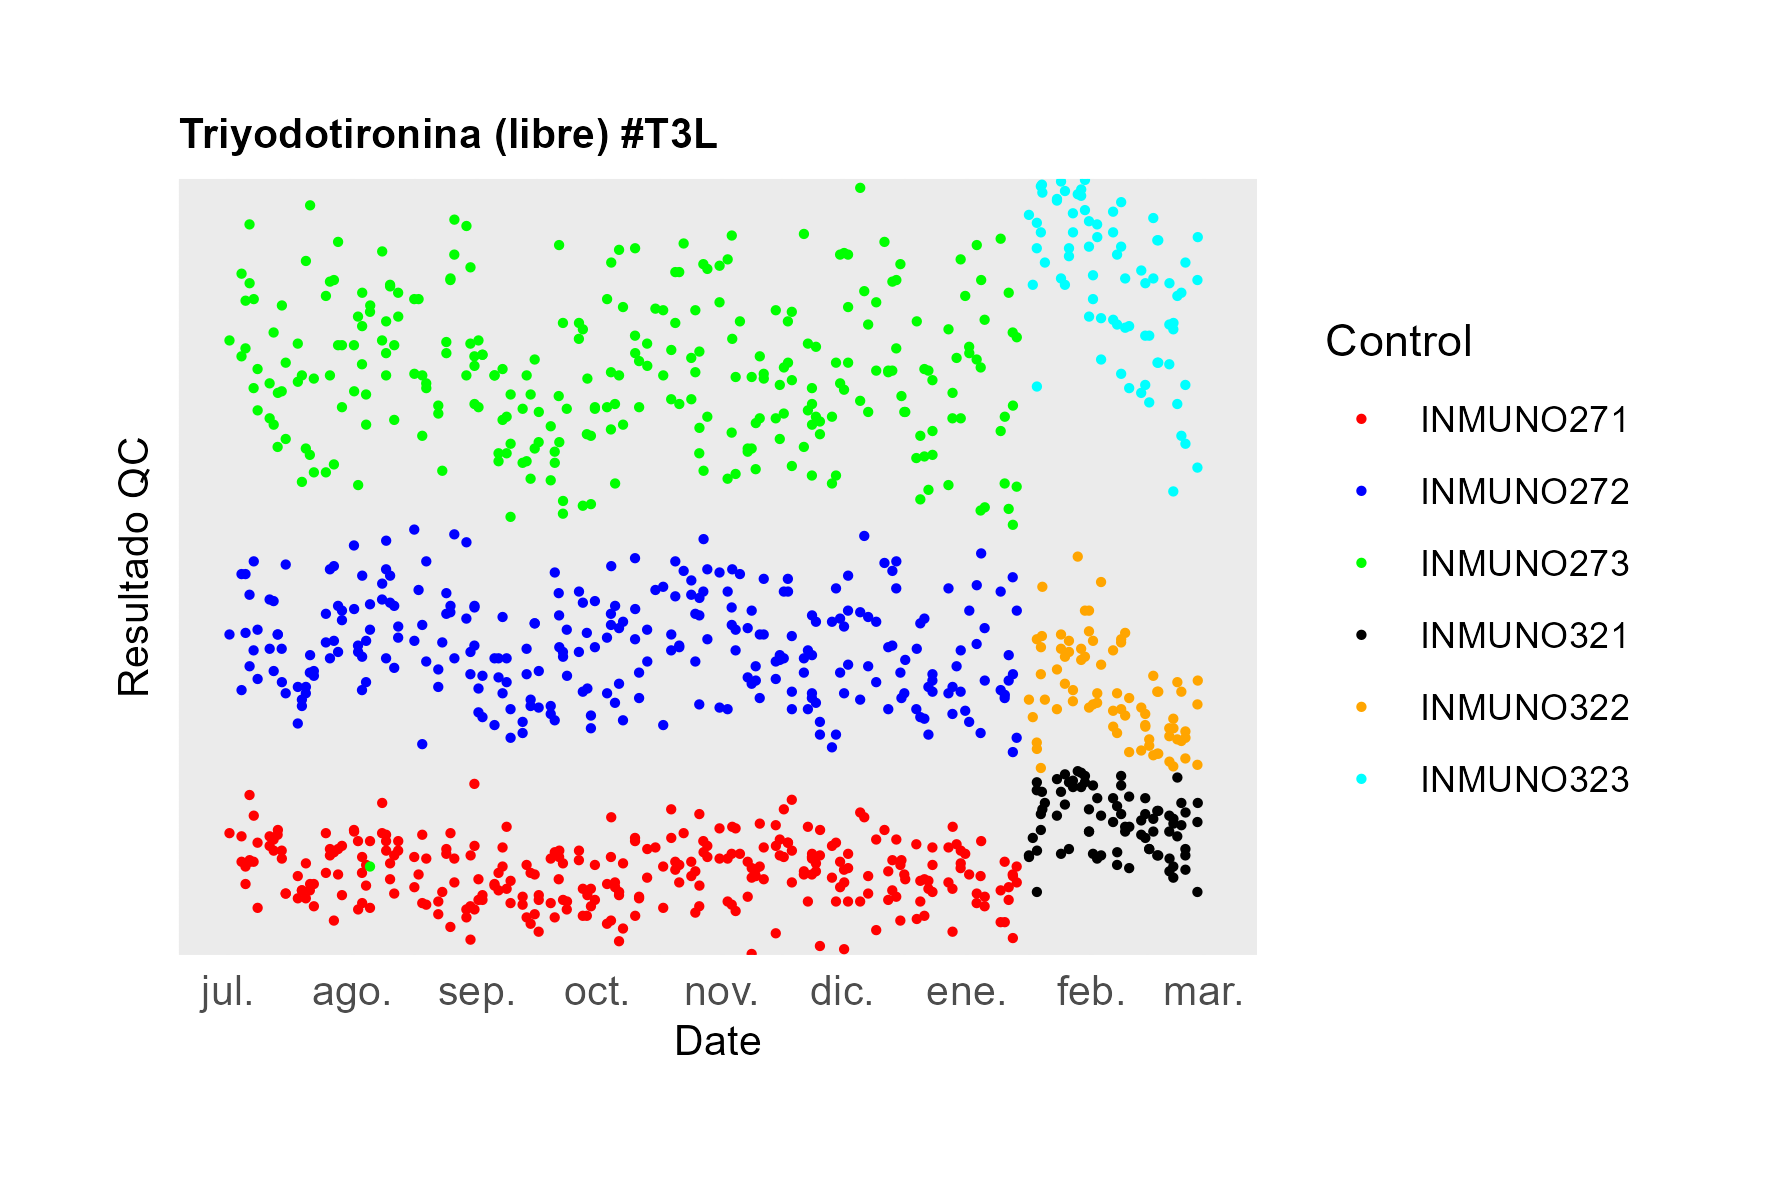 Triyodotironina (libre) #T3L
Resultado QC
jul. ago. sep. oct. nov. dic. ene. feb. mar.
Date
Control
INMUNO271
INMUNO272
INMUNO273
INMUNO321
INMUNO322
INMUNO323